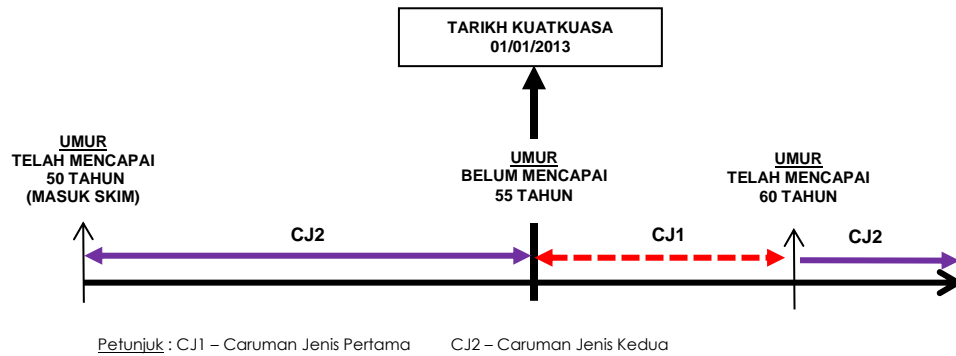 TARIKH KUATKUASA
01/01/2013
UMUR
TELAH MENCAPAI
50 TAHUN
(MASUK SKIM)
UMUR
BELUM MENCAPAI
55 TAHUN
UMUR
TELAH MENCAPAI
60 TAHUN
CJ2
CJ1
CJ2
Petunjuk : CJ1 – Caruman Jenis Pertama CJ2 – Caruman Jenis Kedua